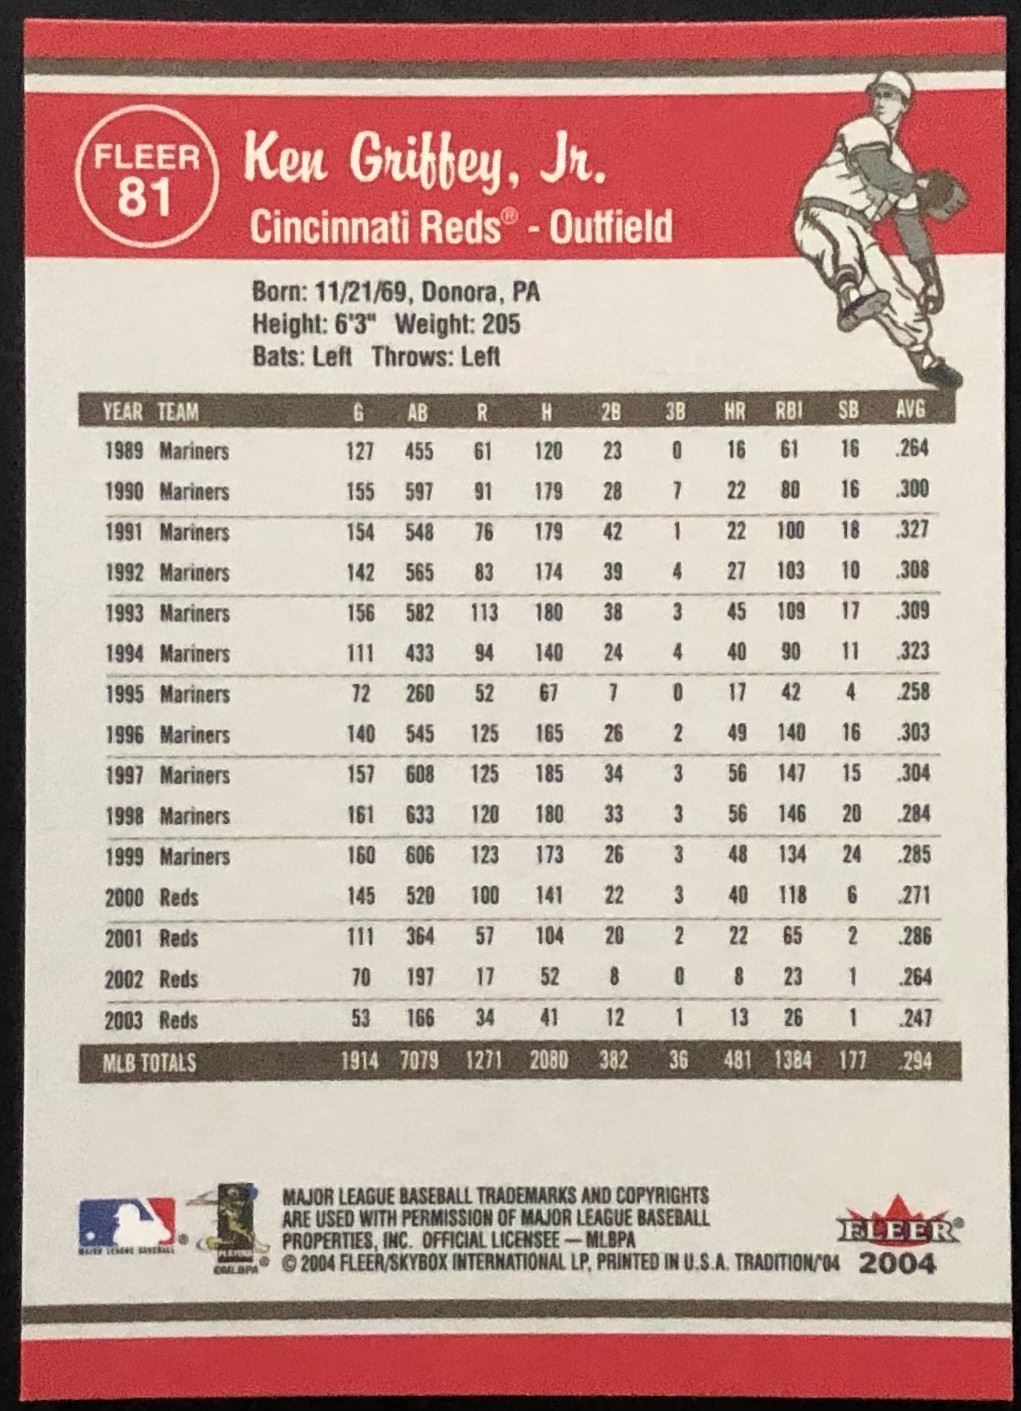 FLEER
81
Ken Griffey, Jr.
Cincinnati Reds® - Outfield
Born: 11/21/69, Donora, PA
Height: 6'3" Weight: 205
Bats: Left Throws: Left
YEAR TEAM G AB R H 2B 3B HR RBI SB AVG
1989 Mariners 127 455 61 120 23 0 16 61 16 .264
1990 Mariners 155 597 91 179 28 7 22 80 16 .300
1991 Mariners 154 548 76 179 42 1 22 100 18 .327
1992 Mariners 142 565 83 174 39 4 27 103 10 .308
1993 Mariners 156 582 113 180 38 3 45 109 17 .309
1994 Mariners 111 433 94 140 24 4 40 90 11 .323
1995 Mariners 72 260 52 67 7 0 17 42 4 .258
1996 Mariners 140 545 125 165 26 2 49 140 16 .303
1997 Mariners 157 608 125 185 34 3 56 147 15 .304
1998 Mariners 161 633 120 180 33 3 56 146 20 .284
1999 Mariners 160 606 123 173 26 3 48 134 24 .285
2000 Reds 145 520 100 141 22 3 40 118 6 .271
2001 Reds 111 364 57 104 20 2 22 65 2 .286
2002 Reds 70 197 17 52 8 0 8 23 1 .264
2003 Reds 53 166 34 41 12 1 13 26 1 .247
MLB TOTALS 1914 7079 1271 2080 382 36 481 1384 177 .294
MAJOR LEAGUE BASEBALL TRADEMARKS AND COPYRIGHTS
ARE USED WITH PERMISSION OF MAJOR LEAGUE BASEBALL
PROPERTIES, INC. OFFICIAL LICENSEE — MLBPA
© 2004 FLEER/SKYBOX INTERNATIONAL LP, PRINTED IN U.S.A. TRADITION/'04
MAJOR LEAGUE BASEBALL®
PLAYERS
©MLBPA®
FLEER®
2004